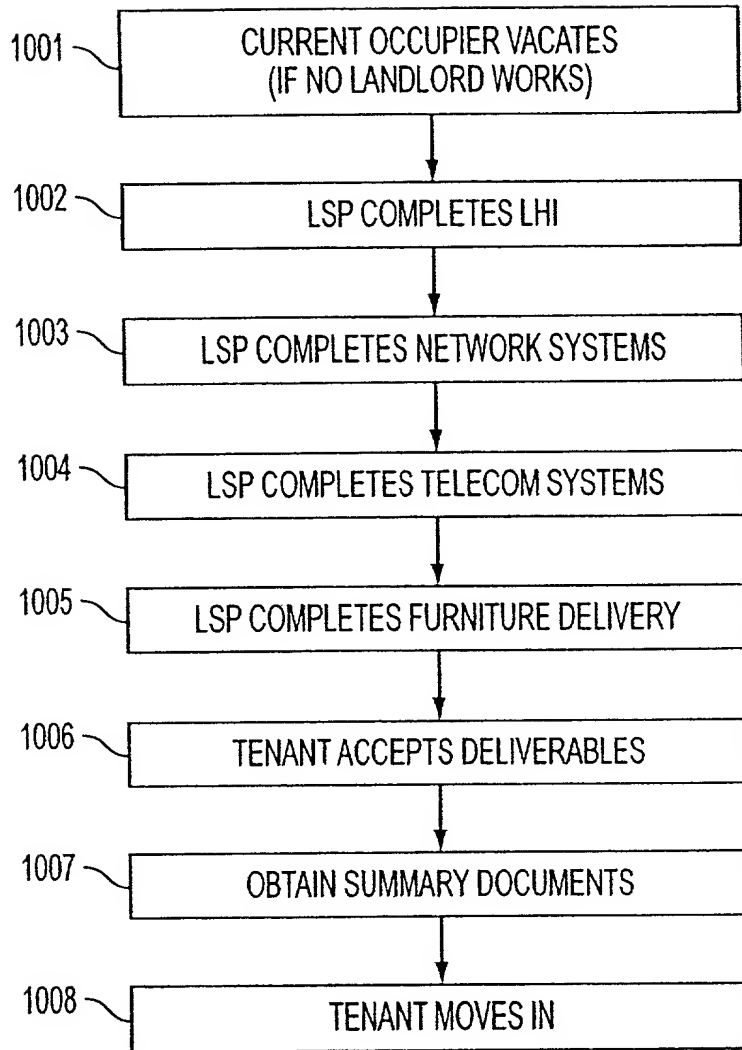 1001
CURRENT OCCUPIER VACATES
(IF NO LANDLORD WORKS)
1002
LSP COMPLETES LHI
1003
LSP COMPLETES NETWORK SYSTEMS
1004
LSP COMPLETES TELECOM SYSTEMS
1005
LSP COMPLETES FURNITURE DELIVERY
1006
TENANT ACCEPTS DELIVERABLES
1007
OBTAIN SUMMARY DOCUMENTS
1008
TENANT MOVES IN